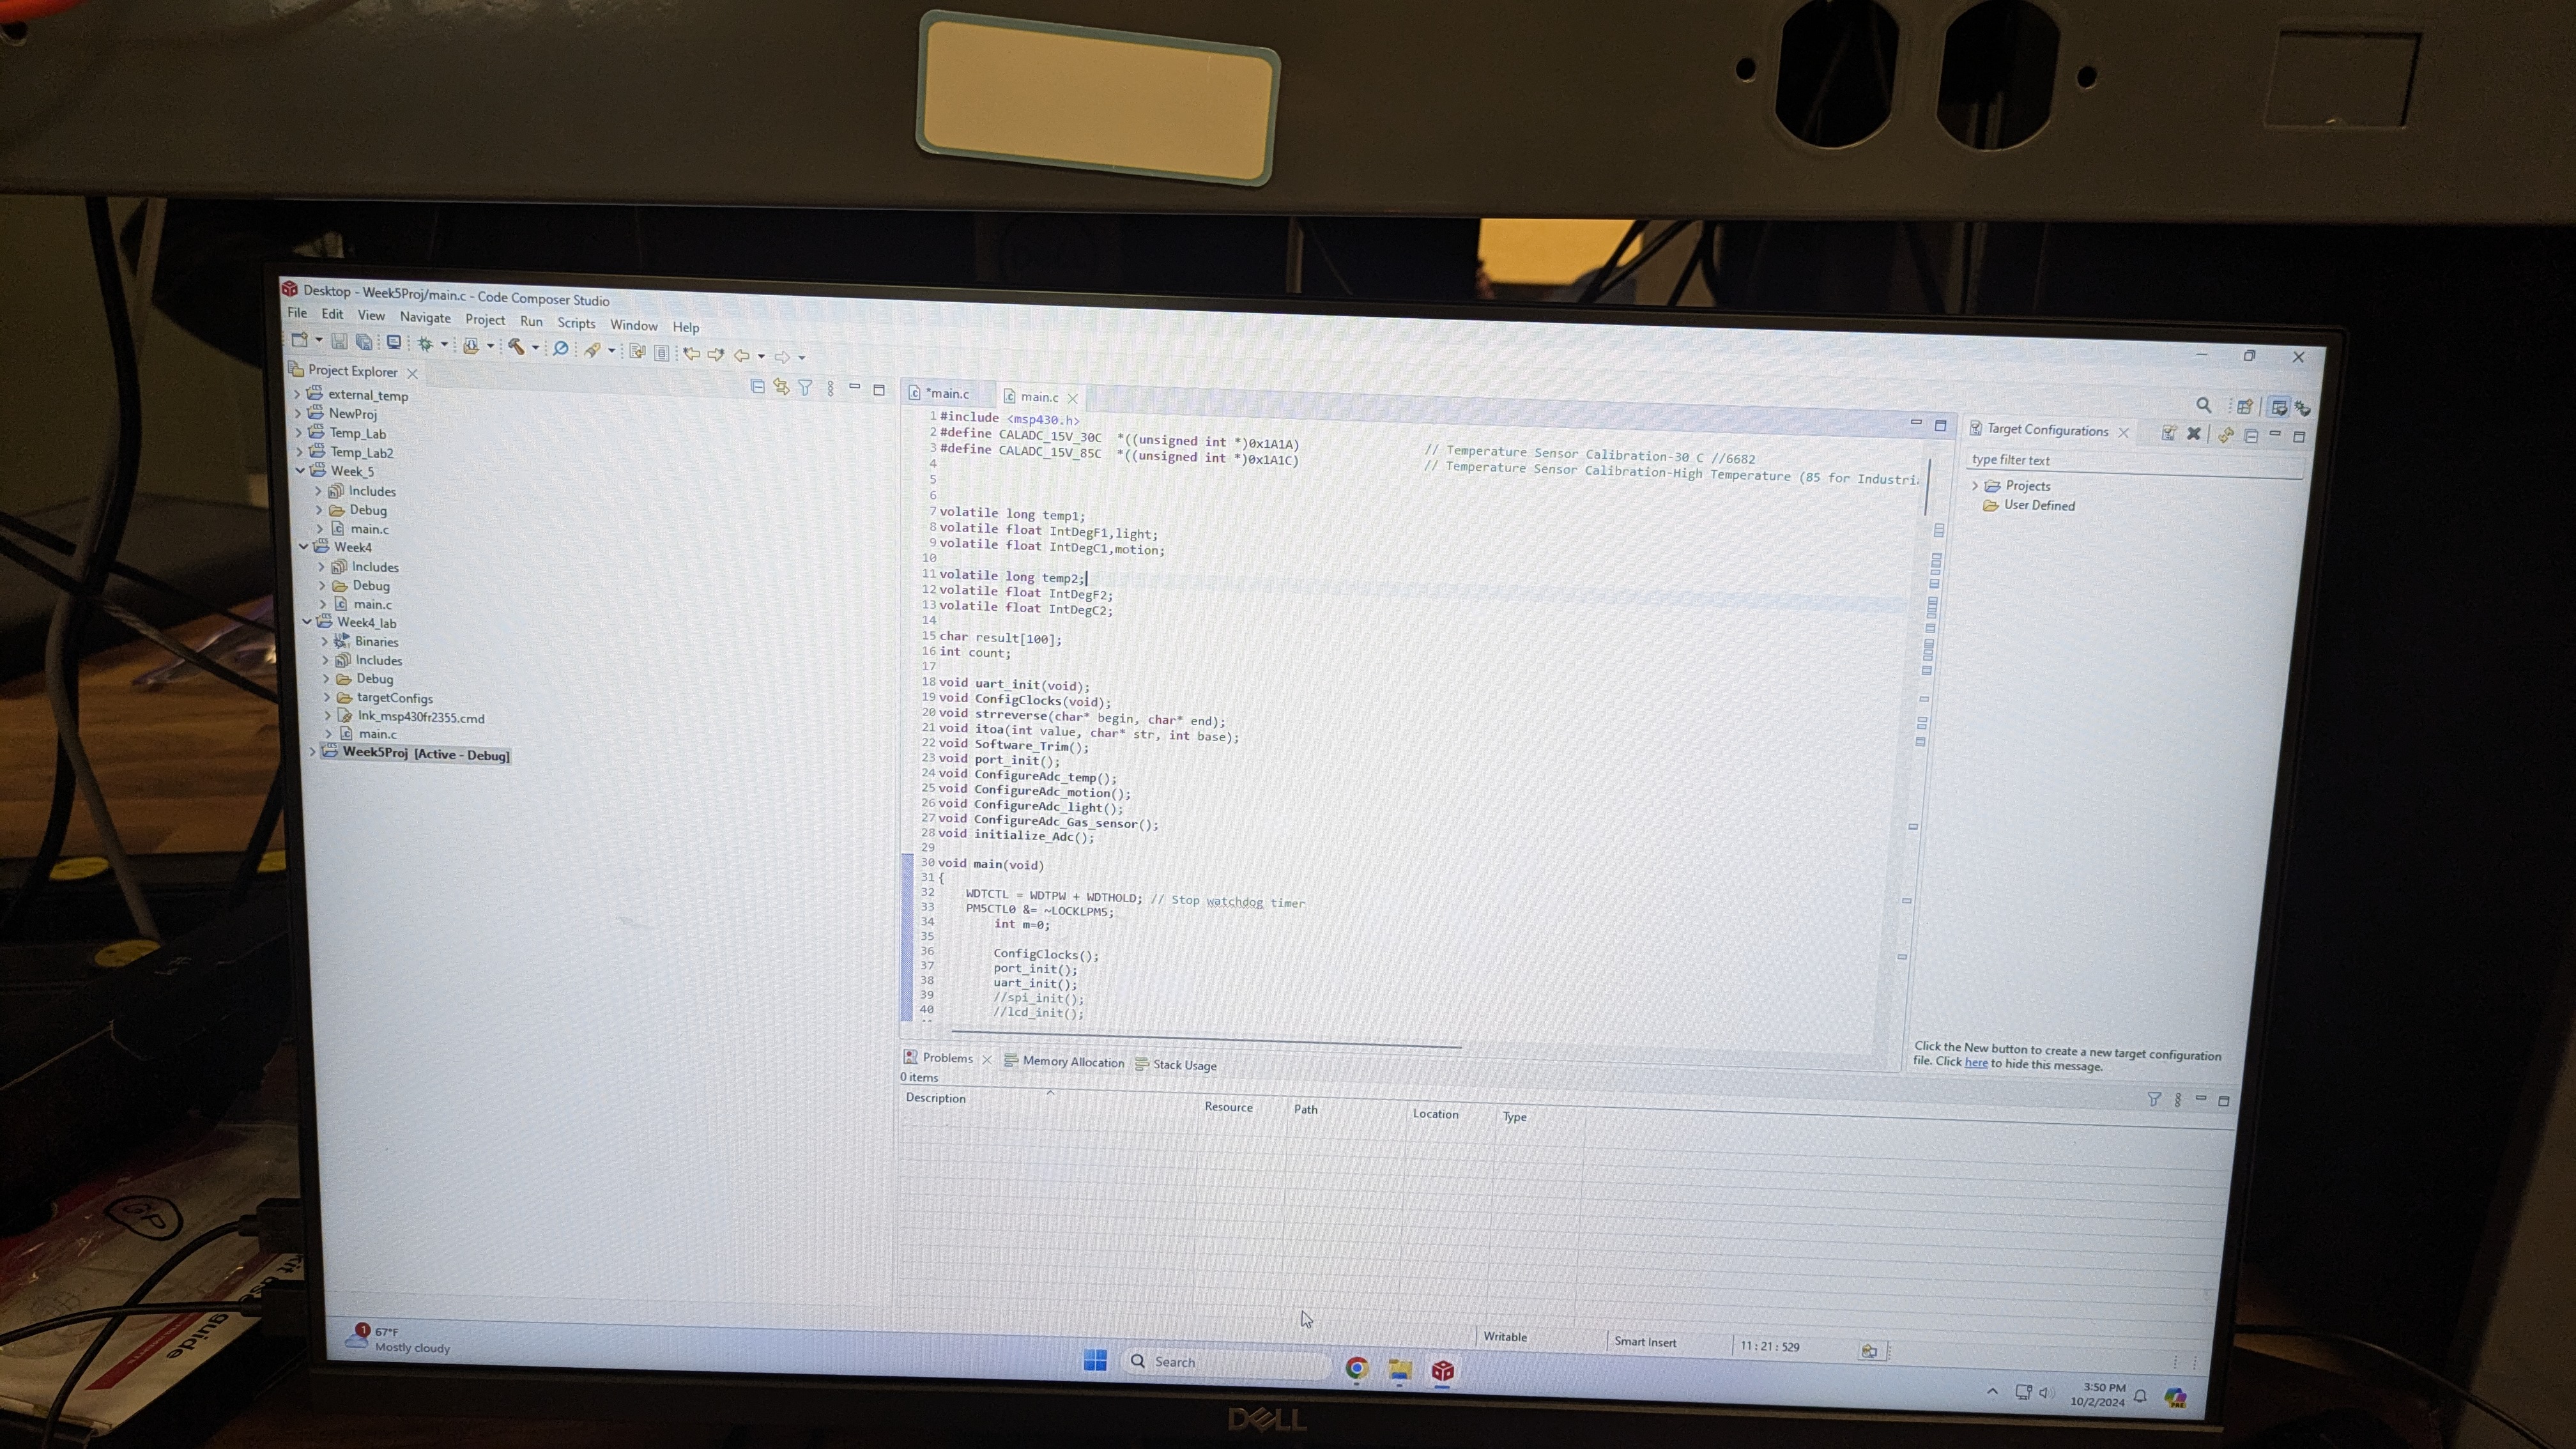 Desktop - Week5Proj/main.c - Code Composer Studio
File Edit View Navigate Project Run Scripts Window Help
Project Explorer
external_temp
NewProj
Temp_Lab
Temp_Lab2
Week_5
Includes
Debug
main.c
Week4
Includes
Debug
main.c
Week4_lab
Binaries
Includes
Debug
targetConfigs
lnk_msp430fr2355.cmd
main.c
Week5Proj [Active - Debug]
*main.c
main.c
1 #include <msp430.h>
2 #define CALADC_15V_30C *((unsigned int *)0x1A1A) // Temperature Sensor Calibration-30 C //6682
3 #define CALADC_15V_85C *((unsigned int *)0x1A1C) // Temperature Sensor Calibration-High Temperature (85 for Industri
4
5
6
7 volatile long temp1;
8 volatile float IntDegF1,light;
9 volatile float IntDegC1,motion;
10
11 volatile long temp2;
12 volatile float IntDegF2;
13 volatile float IntDegC2;
14
15 char result[100];
16 int count;
17
18 void uart_init(void);
19 void ConfigClocks(void);
20 void strreverse(char* begin, char* end);
21 void itoa(int value, char* str, int base);
22 void Software_Trim();
23 void port_init();
24 void ConfigureAdc_temp();
25 void ConfigureAdc_motion();
26 void ConfigureAdc_light();
27 void ConfigureAdc_Gas_sensor();
28 void initialize_Adc();
29
30 void main(void)
31 {
32 WDTCTL = WDTPW + WDTHOLD; // Stop watchdog timer
33 PM5CTL0 &= ~LOCKLPM5;
34 int m=0;
35
36 ConfigClocks();
37 port_init();
38 uart_init();
39 //spi_init();
40 //lcd_init();
Target Configurations
type filter text
Projects
User Defined
Click the New button to create a new target configuration
file. Click here to hide this message.
Problems Memory Allocation Stack Usage
0 items
Description Resource Path Location Type
Writable Smart Insert 11 : 21 : 529
1
67°F
Mostly cloudy
Search
3:50 PM
10/2/2024
DELL
GP
guide